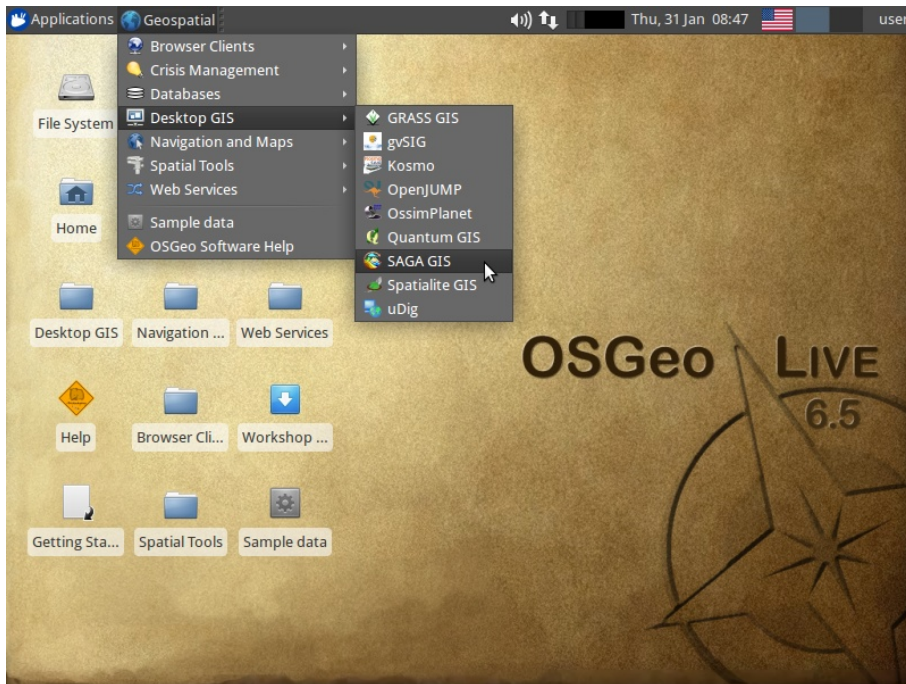 Applications Geospatial Thu, 31 Jan 08:47 user
Browser Clients
Crisis Management
Databases
Desktop GIS
Navigation and Maps
Spatial Tools
Web Services
Sample data
OSGeo Software Help
GRASS GIS
gvSIG
Kosmo
OpenJUMP
OssimPlanet
Quantum GIS
SAGA GIS
Spatialite GIS
uDig
File System
Home
Desktop GIS Navigation ... Web Services
Help Browser Cli... Workshop ...
Getting Sta... Spatial Tools Sample data
OSGeo LIVE
6.5